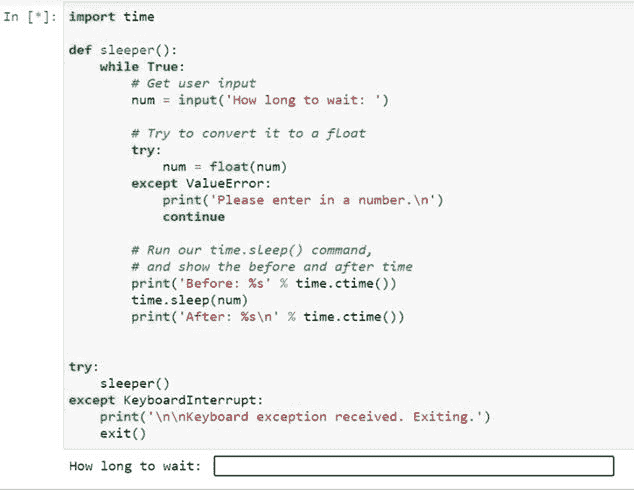 In [*]: import time
def sleeper():
    while True:
        # Get user input
        num = input('How long to wait: ')
        # Try to convert it to a float
        try:
            num = float(num)
        except ValueError:
            print('Please enter in a number.\n')
            continue
        # Run our time.sleep() command,
        # and show the before and after time
        print('Before: %s' % time.ctime())
        time.sleep(num)
        print('After: %s\n' % time.ctime())
try:
    sleeper()
except KeyboardInterrupt:
    print('\n\nKeyboard exception received. Exiting.')
    exit()
How long to wait: